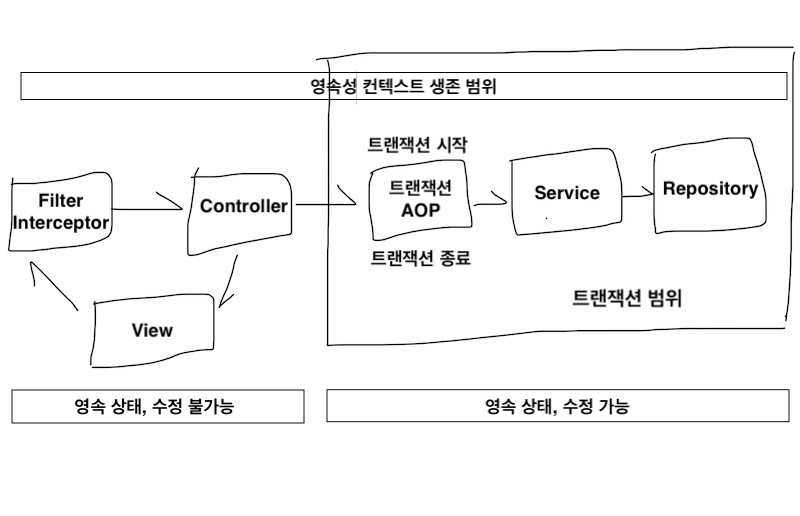 영속성 컨텍스트 생존 범위
트랜잭션 시작
Filter
Interceptor
Controller
트랜잭션
AOP
Service
Repository
트랜잭션 종료
트랜잭션 범위
View
영속 상태, 수정 불가능
영속 상태, 수정 가능